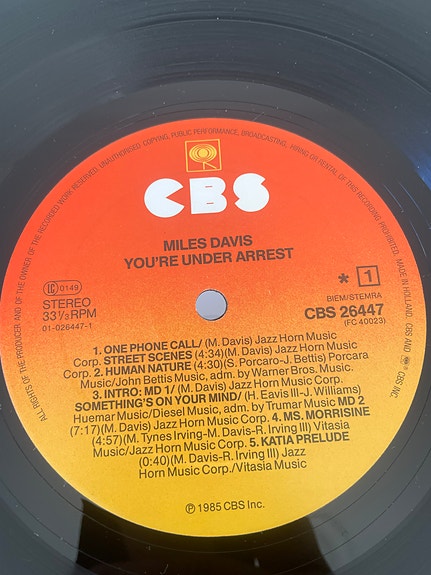 ALL RIGHTS OF THE PRODUCER AND OF THE OWNER OF THE RECORDED WORK RESERVED. UNAUTHORISED COPYING, PUBLIC PERFORMANCE, BROADCASTING, HIRING OR RENTAL OF THIS RECORDING PROHIBITED. MADE IN HOLLAND. CBS AND ARE CBS INC.
CBS
MILES DAVIS
YOU'RE UNDER ARREST
LC 0149
STEREO
33 1/3 RPM
01-026447-1
* 1
BIEM/STEMRA
CBS 26447
(FC 40023)
1. ONE PHONE CALL/ (M. Davis) Jazz Horn Music
Corp. STREET SCENES (4:34)(M. Davis) Jazz Horn Music
Corp. 2. HUMAN NATURE (4:30)(S. Porcaro-J. Bettis) Porcara
Music/John Bettis Music, adm. by Warner Bros. Music.
3. INTRO: MD 1/ (M. Davis) Jazz Horn Music Corp.
SOMETHING'S ON YOUR MIND/ (H. Eavis III-J. Williams)
Huemar Music/Diesel Music, adm. by Trumar Music MD 2
(7:17)(M. Davis) Jazz Horn Music Corp. 4. MS. MORRISINE
(4:57)(M. Tynes Irving-M. Davis-R. Irving III) Vitasia
Music/Jazz Horn Music Corp. 5. KATIA PRELUDE
(0:40)(M. Davis-R. Irving III) Jazz
Horn Music Corp./Vitasia Music
℗ 1985 CBS Inc.